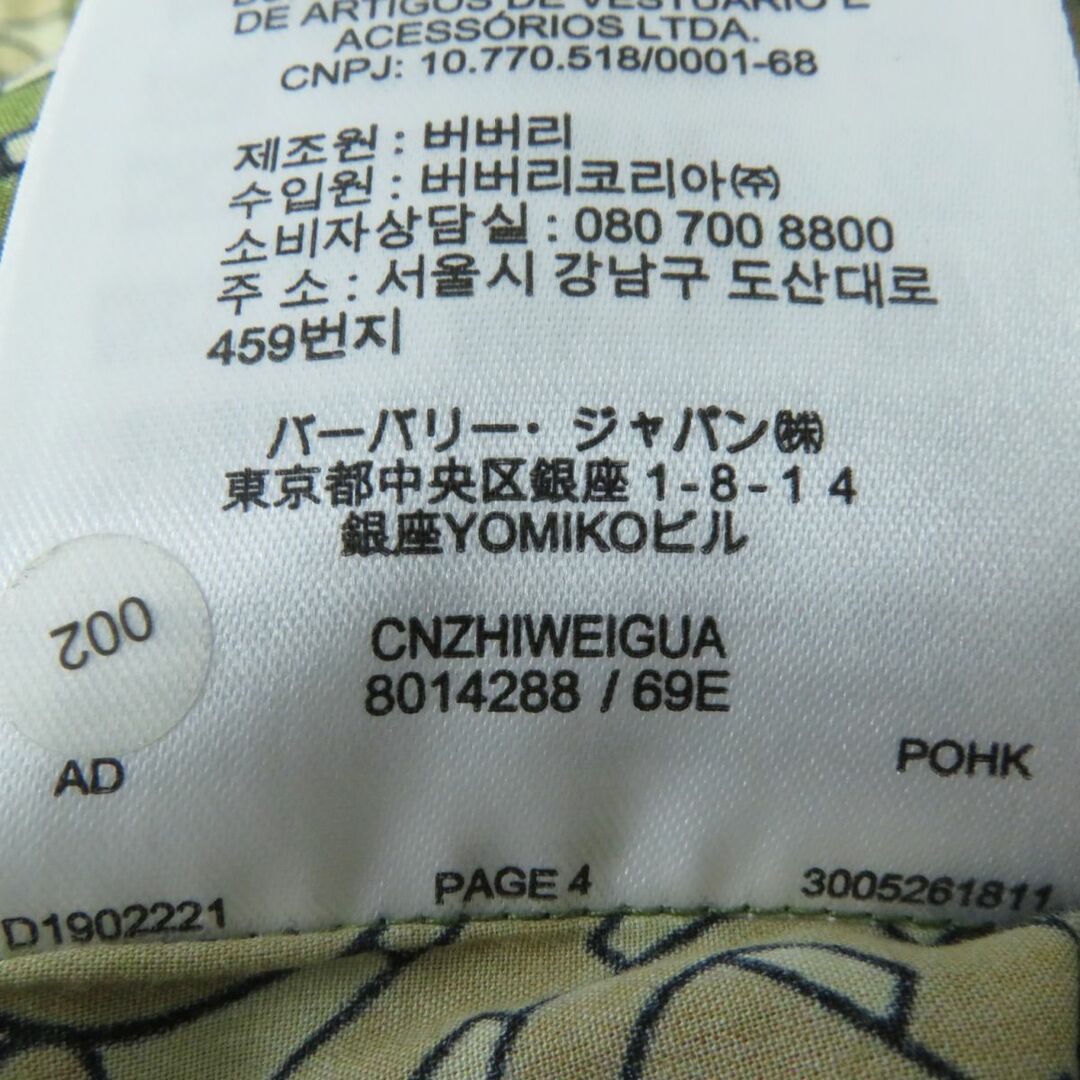 DE ARTIGOS DE VESTUÁRIO E
ACESSÓRIOS LTDA.
CNPJ: 10.770.518/0001-68
제조원 : 버버리
수입원 : 버버리코리아㈜
소비자상담실 : 080 700 8800
주 소 : 서울시 강남구 도산대로
459번지
バーバリー・ ジャパン㈱
東京都中央区銀座 1-8-1 4
銀座YOMIKOビル
002
CNZHIWEIGUA
8014288 / 69E
AD
POHK
PAGE 4
3005261811
D1902221